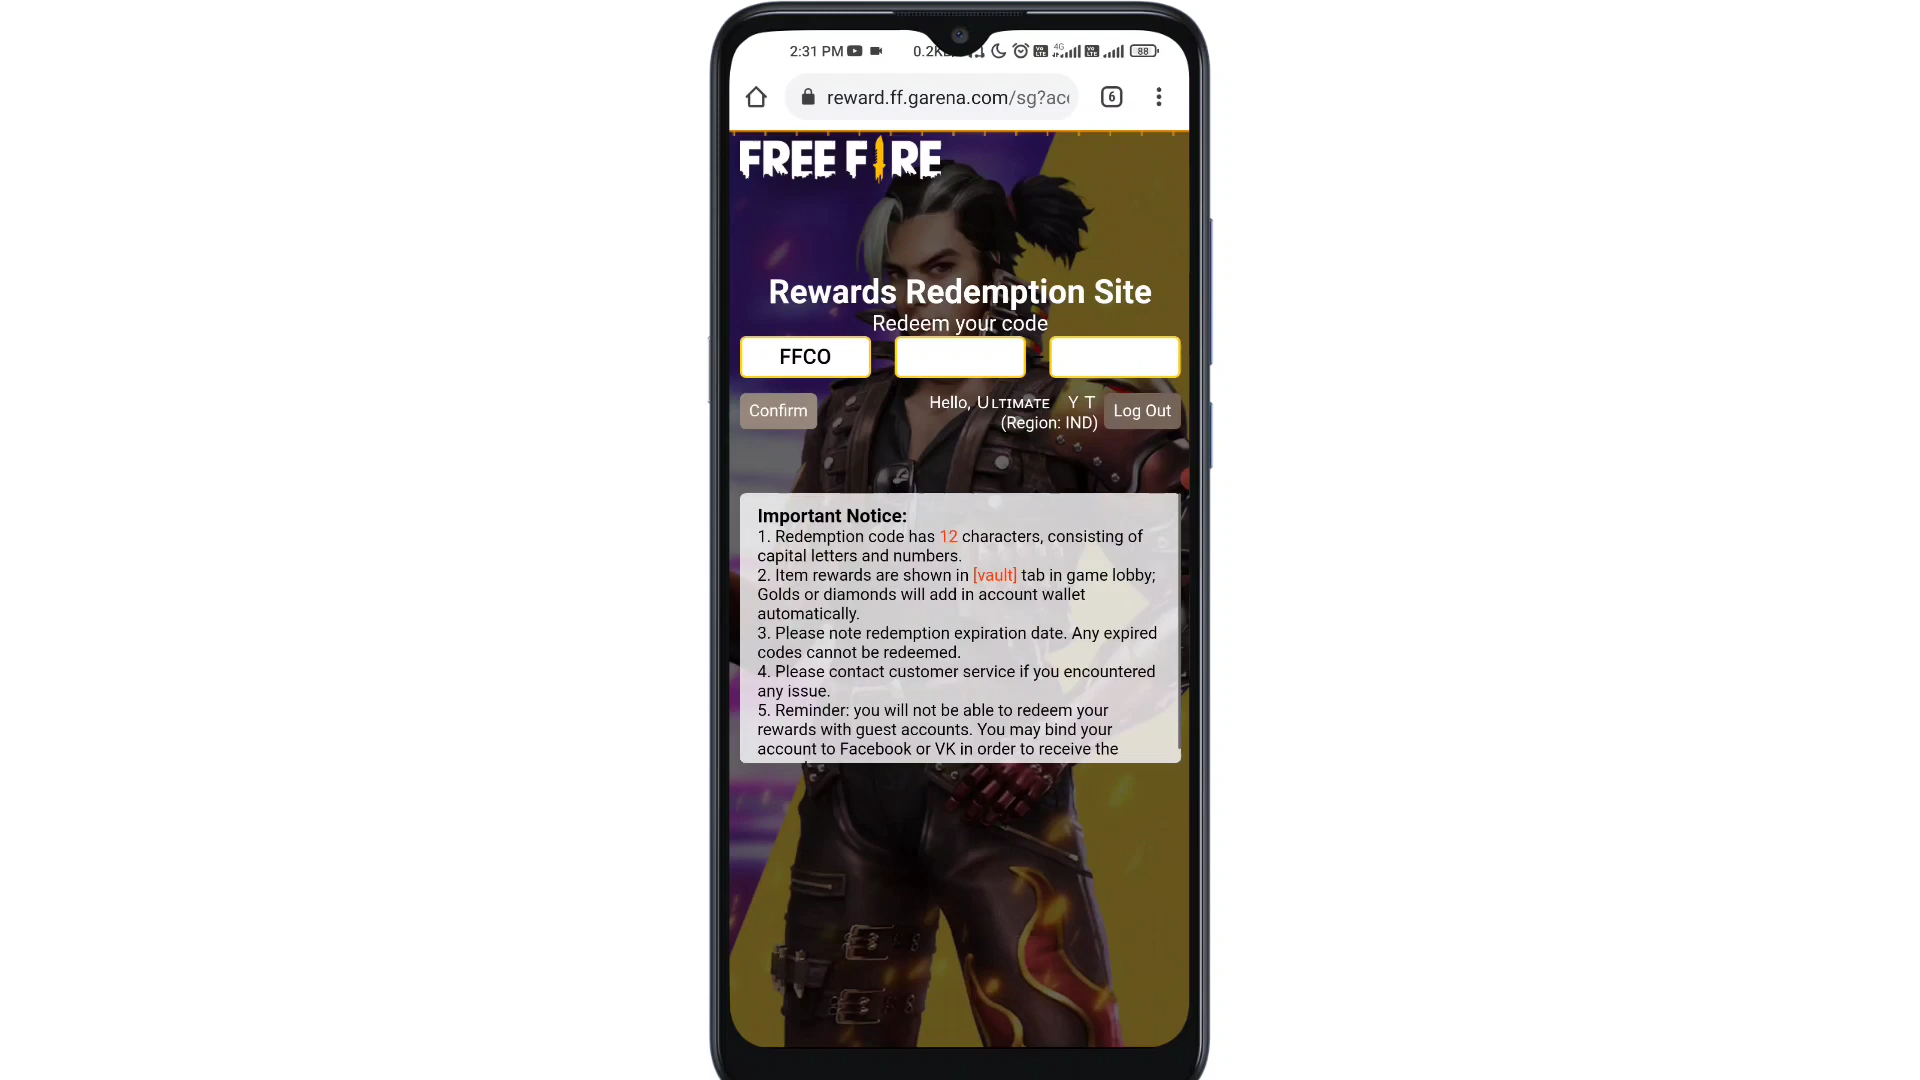 2:31 PM
4G
88
reward.ff.garena.com/sg?ac
6
FREE FIRE
Rewards Redemption Site
Redeem your code
FFCO
Confirm
Hello, Uʟᴛɪᴍᴀᴛᴇ Y T
(Region: IND)
Log Out
Important Notice:
1. Redemption code has 12 characters, consisting of
capital letters and numbers.
2. Item rewards are shown in [vault] tab in game lobby;
Golds or diamonds will add in account wallet
automatically.
3. Please note redemption expiration date. Any expired
codes cannot be redeemed.
4. Please contact customer service if you encountered
any issue.
5. Reminder: you will not be able to redeem your
rewards with guest accounts. You may bind your
account to Facebook or VK in order to receive the